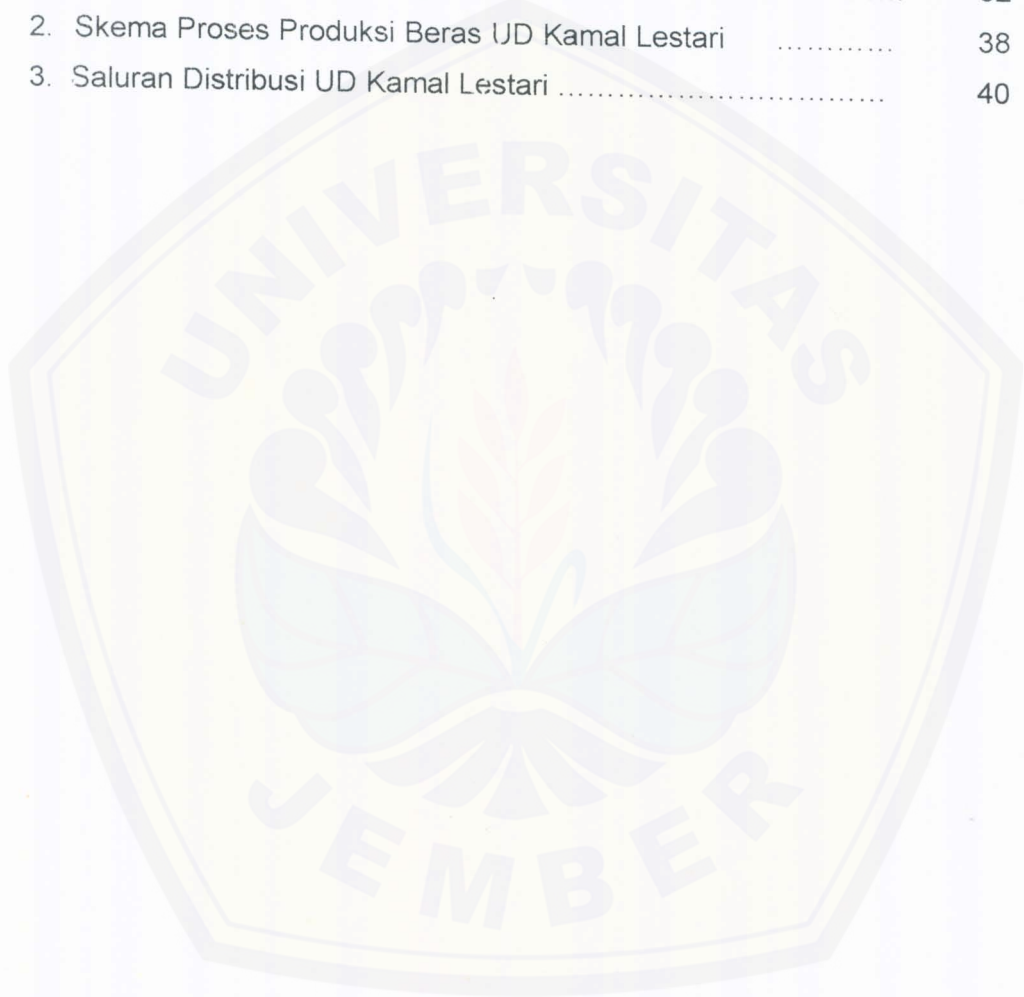 2. Skema Proses Produksi Beras UD Kamal Lestari ............ 38
3. Saluran Distribusi UD Kamal Lestari ................................. 40
UNIVERSITAS
JEMBER